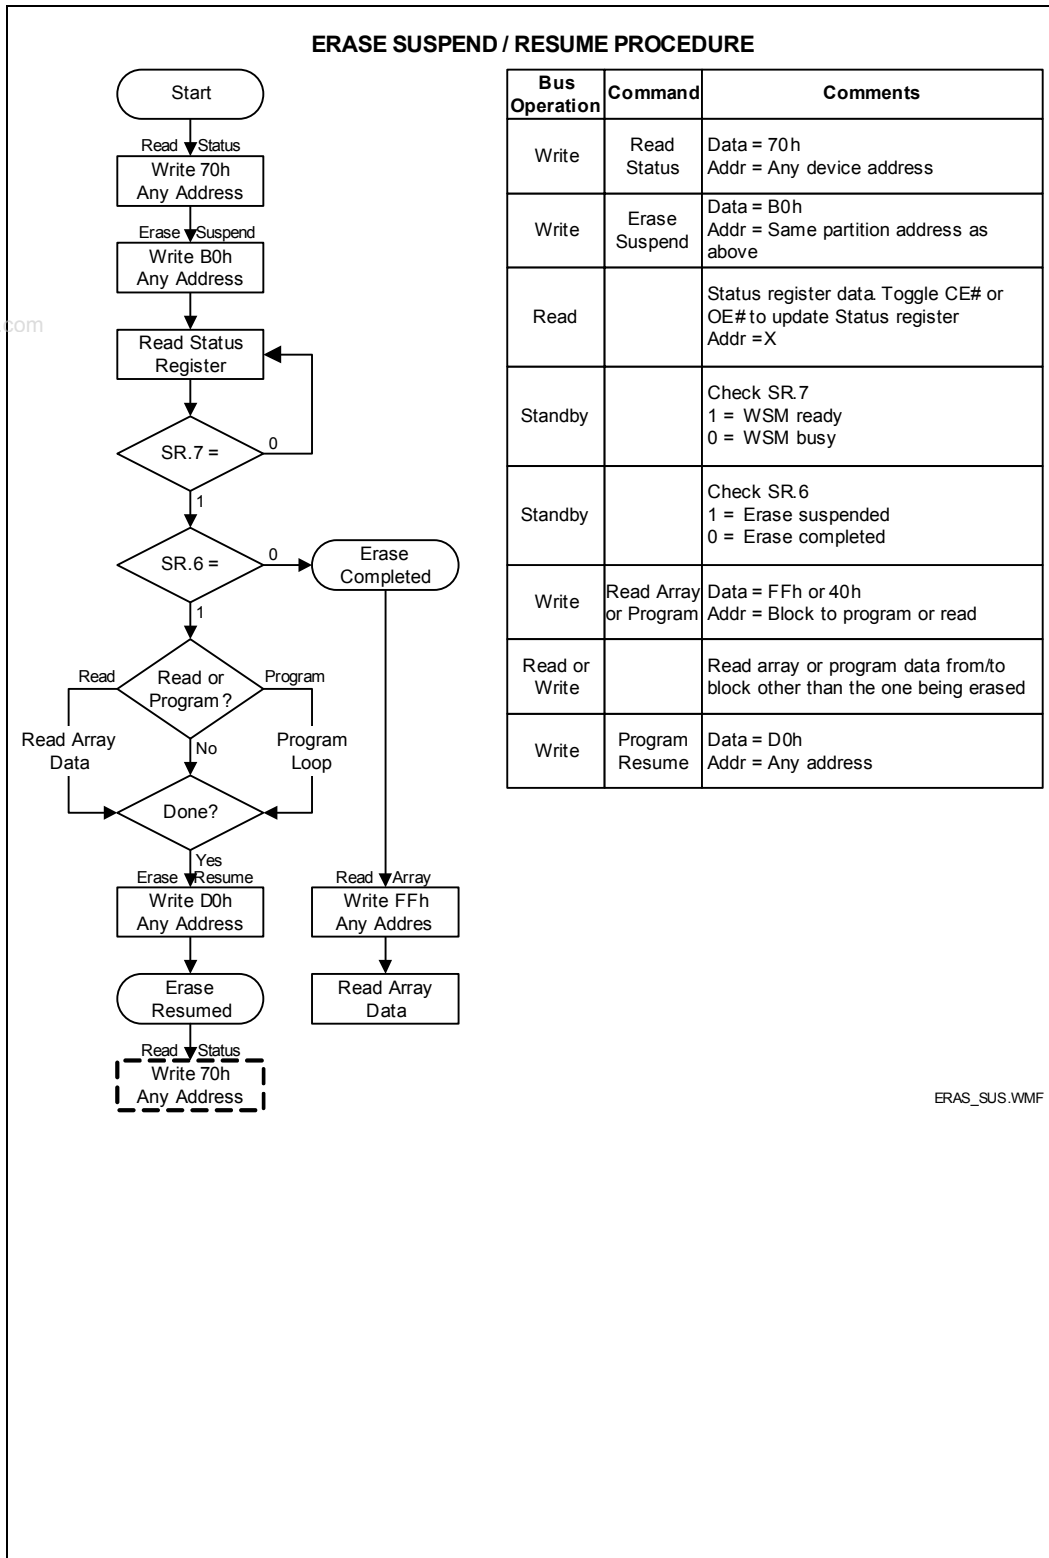 ERASE SUSPEND / RESUME PROCEDURE
Start
Read Status
Write 70h
Any Address
Erase Suspend
Write B0h
Any Address
.com
Read Status
Register
SR.7 =
0
1
SR.6 =
0
Erase
Completed
1
Read
Read or
Program?
Program
Read Array
Data
No
Program
Loop
Done?
Yes
Erase Resume
Write D0h
Any Address
Read Array
Write FFh
Any Addres
Erase
Resumed
Read Array
Data
Read Status
Write 70h
Any Address
Bus
Operation
Command
Comments
Write
Read
Status
Data = 70h
Addr = Any device address
Write
Erase
Suspend
Data = B0h
Addr = Same partition address as
above
Read
Status register data. Toggle CE# or
OE# to update Status register
Addr = X
Standby
Check SR.7
1 = WSM ready
0 = WSM busy
Standby
Check SR.6
1 = Erase suspended
0 = Erase completed
Write
Read Array
or Program
Data = FFh or 40h
Addr = Block to program or read
Read or
Write
Read array or program data from/to
block other than the one being erased
Write
Program
Resume
Data = D0h
Addr = Any address
ERAS_SUS.WMF